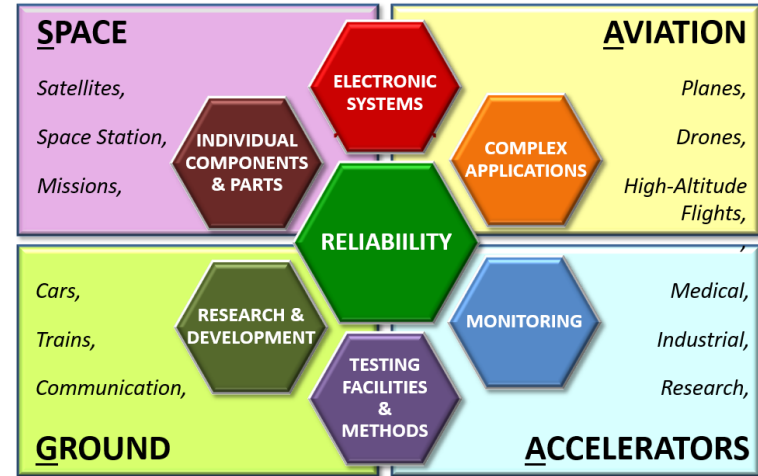 SPACE
Satellites,
Space Station,
Missions,
AVIATION
Planes,
Drones,
High-Altitude
Flights,
,
ELECTRONIC
SYSTEMS
INDIVIDUAL
COMPONENTS
& PARTS
COMPLEX
APPLICATIONS
RELIABIILITY
RESEARCH &
DEVELOPMENT
MONITORING
TESTING
FACILITIES
&
METHODS
Cars,
Trains,
Communication,
GROUND
Medical,
Industrial,
Research,
ACCELERATORS